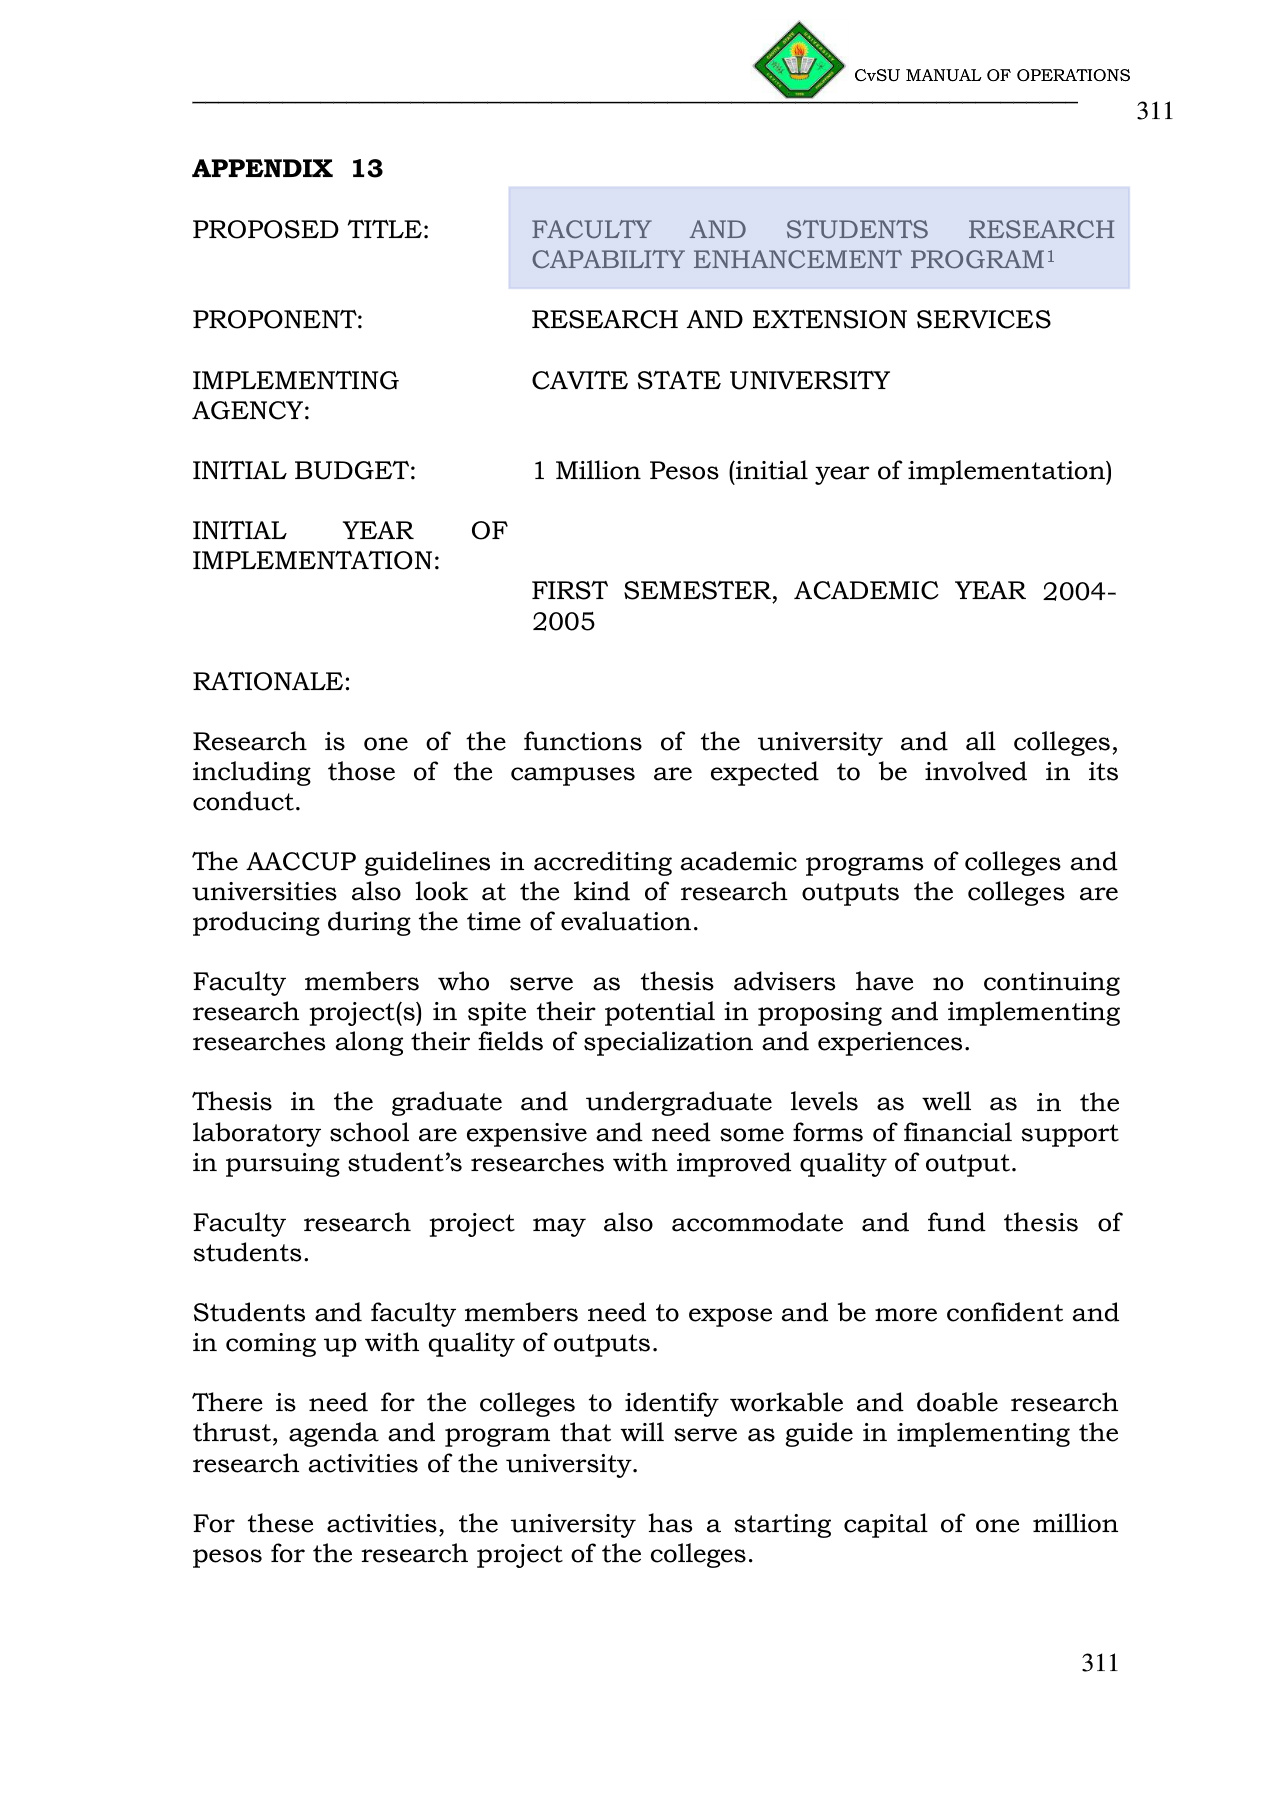 CvSU MANUAL OF OPERATIONS
311
APPENDIX 13
PROPOSED TITLE: FACULTY AND STUDENTS RESEARCH
CAPABILITY ENHANCEMENT PROGRAM¹
PROPONENT: RESEARCH AND EXTENSION SERVICES
IMPLEMENTING CAVITE STATE UNIVERSITY
AGENCY:
INITIAL BUDGET: 1 Million Pesos (initial year of implementation)
INITIAL YEAR OF
IMPLEMENTATION:
FIRST SEMESTER, ACADEMIC YEAR 2004-
2005
RATIONALE:
Research is one of the functions of the university and all colleges,
including those of the campuses are expected to be involved in its
conduct.
The AACCUP guidelines in accrediting academic programs of colleges and
universities also look at the kind of research outputs the colleges are
producing during the time of evaluation.
Faculty members who serve as thesis advisers have no continuing
research project(s) in spite their potential in proposing and implementing
researches along their fields of specialization and experiences.
Thesis in the graduate and undergraduate levels as well as in the
laboratory school are expensive and need some forms of financial support
in pursuing student’s researches with improved quality of output.
Faculty research project may also accommodate and fund thesis of
students.
Students and faculty members need to expose and be more confident and
in coming up with quality of outputs.
There is need for the colleges to identify workable and doable research
thrust, agenda and program that will serve as guide in implementing the
research activities of the university.
For these activities, the university has a starting capital of one million
pesos for the research project of the colleges.
311